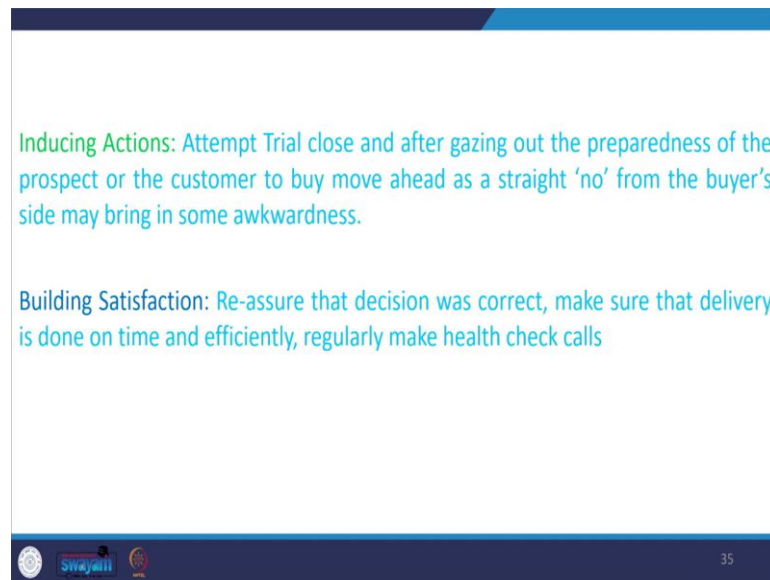 Inducing Actions: Attempt Trial close and after gazing out the preparedness of the
prospect or the customer to buy move ahead as a straight ‘no’ from the buyer’s
side may bring in some awkwardness.
Building Satisfaction: Re-assure that decision was correct, make sure that delivery
is done on time and efficiently, regularly make health check calls
swayam
35